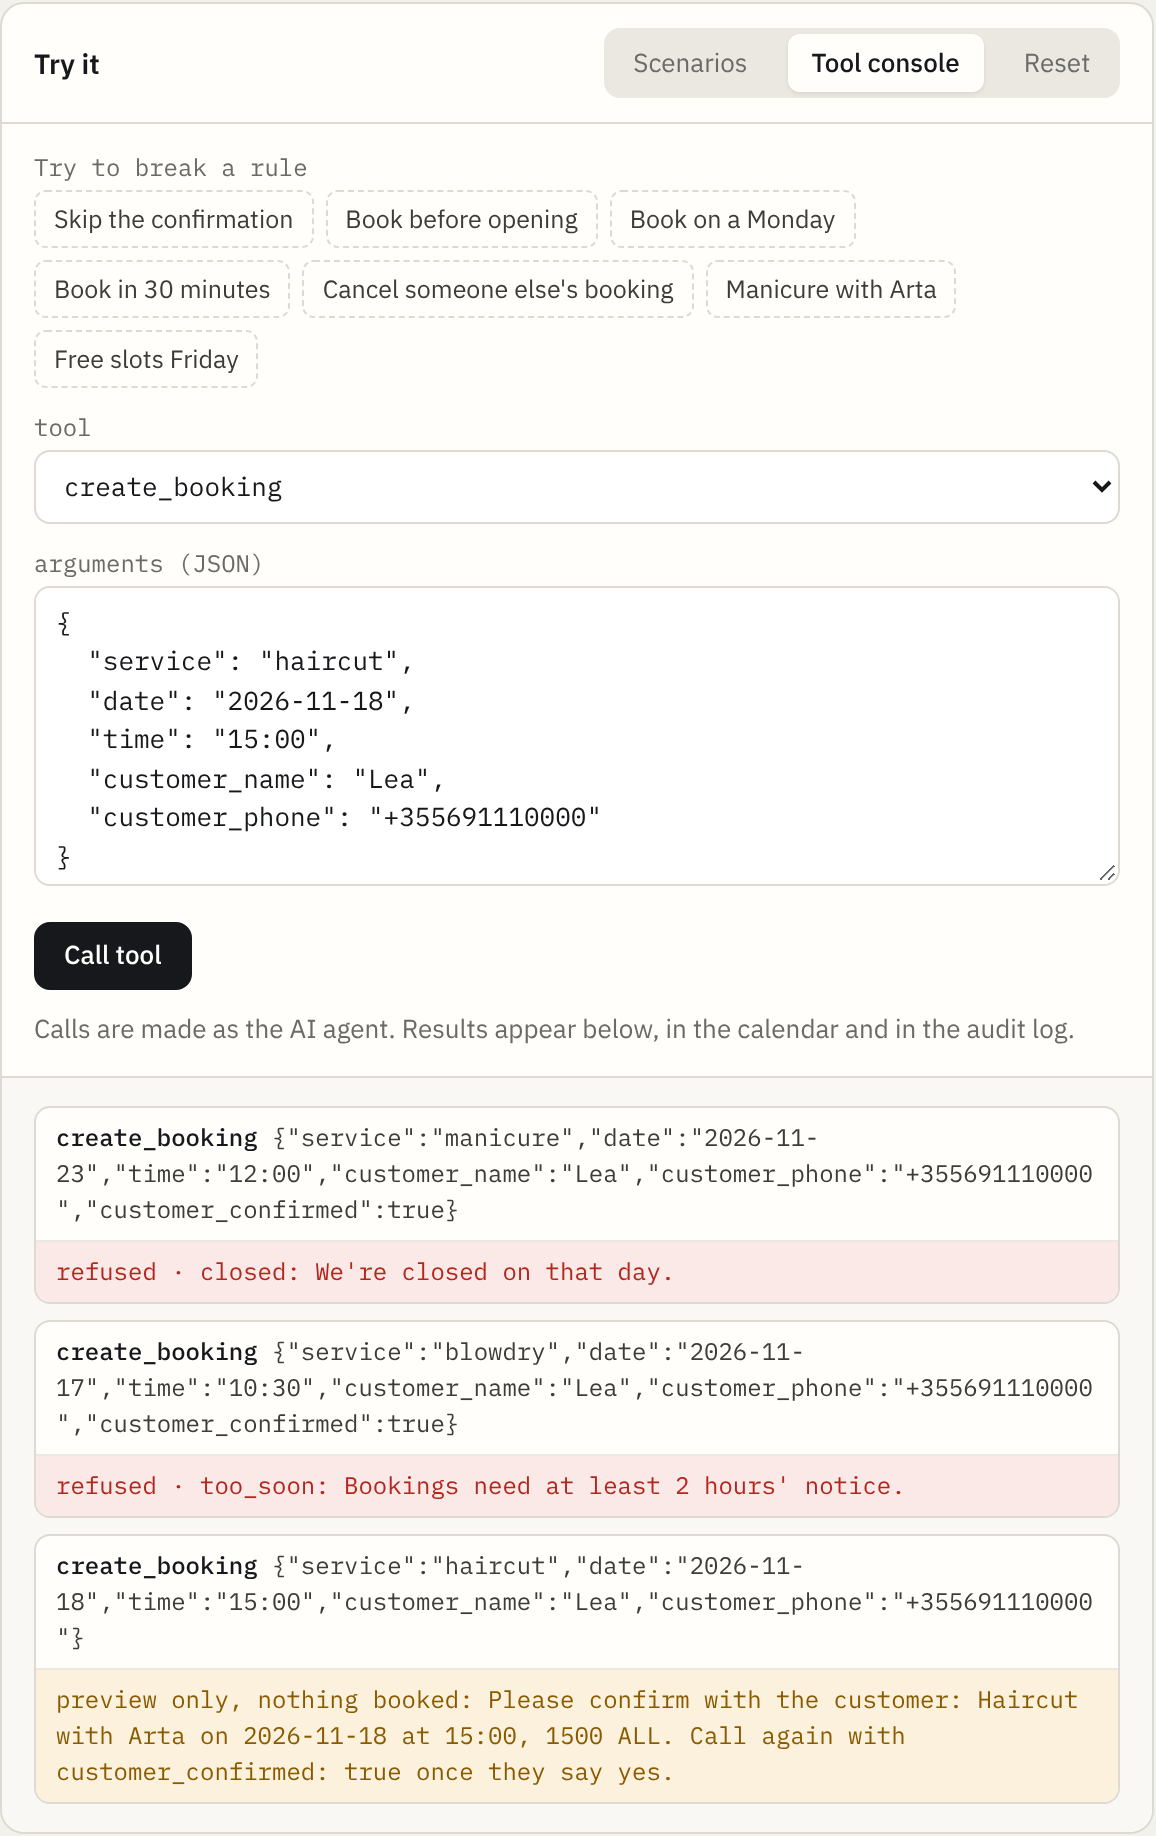 Try it
Scenarios
Tool console
Reset
Try to break a rule
Skip the confirmation
Book before opening
Book on a Monday
Book in 30 minutes
Cancel someone else's booking
Manicure with Arta
Free slots Friday
tool
create_booking
arguments (JSON)
{
  "service": "haircut",
  "date": "2026-11-18",
  "time": "15:00",
  "customer_name": "Lea",
  "customer_phone": "+355691110000"
}
Call tool
Calls are made as the AI agent. Results appear below, in the calendar and in the audit log.
create_booking {"service":"manicure","date":"2026-11-
23","time":"12:00","customer_name":"Lea","customer_phone":"+355691110000
","customer_confirmed":true}
refused · closed: We're closed on that day.
create_booking {"service":"blowdry","date":"2026-11-
17","time":"10:30","customer_name":"Lea","customer_phone":"+355691110000
","customer_confirmed":true}
refused · too_soon: Bookings need at least 2 hours' notice.
create_booking {"service":"haircut","date":"2026-11-
18","time":"15:00","customer_name":"Lea","customer_phone":"+355691110000
"}
preview only, nothing booked: Please confirm with the customer: Haircut
with Arta on 2026-11-18 at 15:00, 1500 ALL. Call again with
customer_confirmed: true once they say yes.